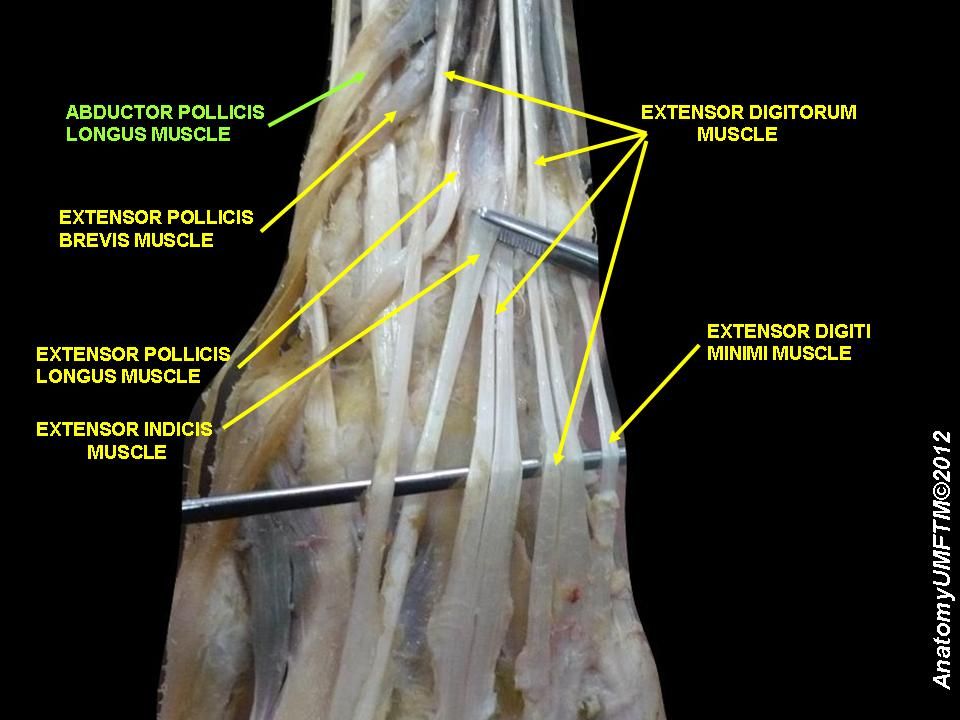 ABDUCTOR POLLICIS
LONGUS MUSCLE
EXTENSOR DIGITORUM
MUSCLE
EXTENSOR POLLICIS
BREVIS MUSCLE
EXTENSOR DIGITI
MINIMI MUSCLE
EXTENSOR POLLICIS
LONGUS MUSCLE
EXTENSOR INDICIS
MUSCLE
AnatomyUMFTM©2012